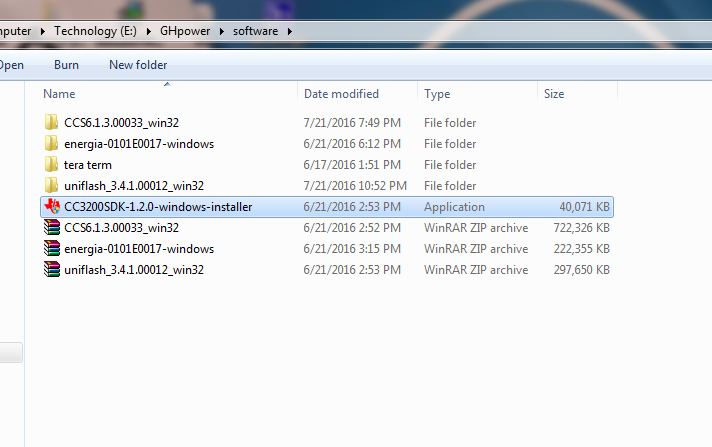 mputer ▸ Technology (E:) ▸ GHpower ▸ software ▸
Open Burn New folder
Name Date modified Type Size
CCS6.1.3.00033_win32 7/21/2016 7:49 PM File folder
energia-0101E0017-windows 6/21/2016 6:12 PM File folder
tera term 6/17/2016 1:51 PM File folder
uniflash_3.4.1.00012_win32 7/21/2016 10:52 PM File folder
CC3200SDK-1.2.0-windows-installer 6/21/2016 2:53 PM Application 40,071 KB
CCS6.1.3.00033_win32 6/21/2016 2:52 PM WinRAR ZIP archive 722,326 KB
energia-0101E0017-windows 6/21/2016 3:15 PM WinRAR ZIP archive 222,355 KB
uniflash_3.4.1.00012_win32 6/21/2016 2:53 PM WinRAR ZIP archive 297,650 KB